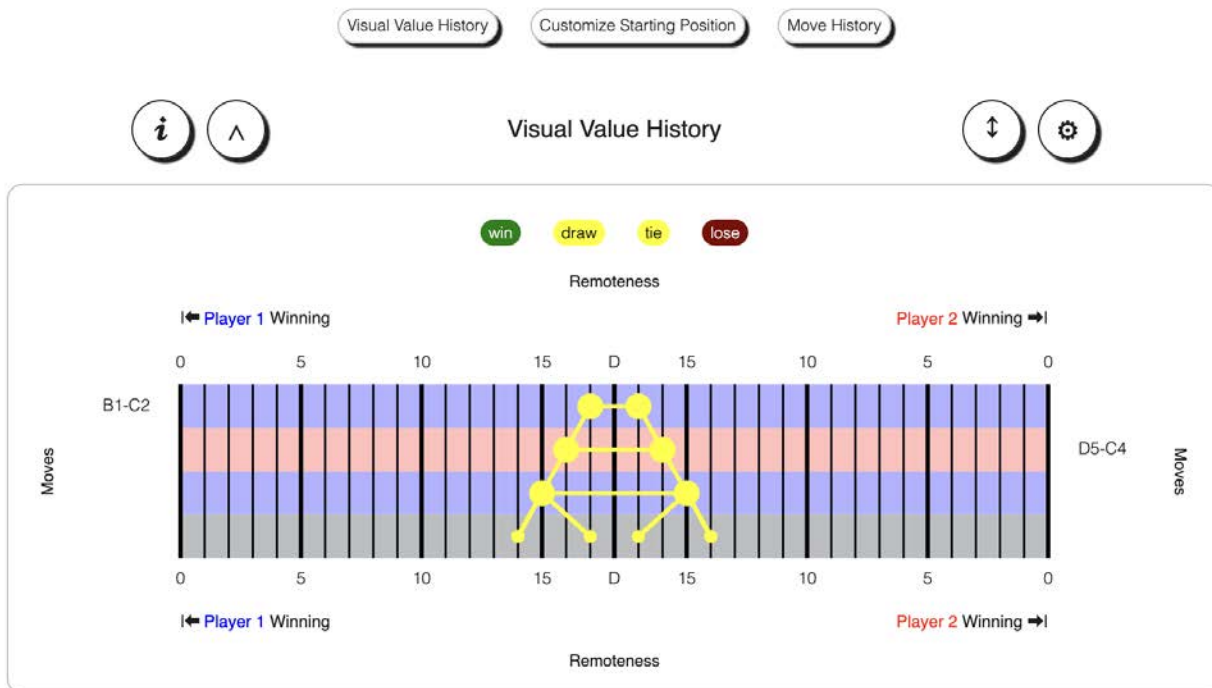 Visual Value History Customize Starting Position Move History
i ^ Visual Value History ↕ ⚙
win draw tie lose
Remoteness
Player 1 Winning Player 2 Winning
0 5 10 15 D 15 10 5 0
B1-C2
D5-C4
Moves Moves
0 5 10 15 D 15 10 5 0
Player 1 Winning Player 2 Winning
Remoteness